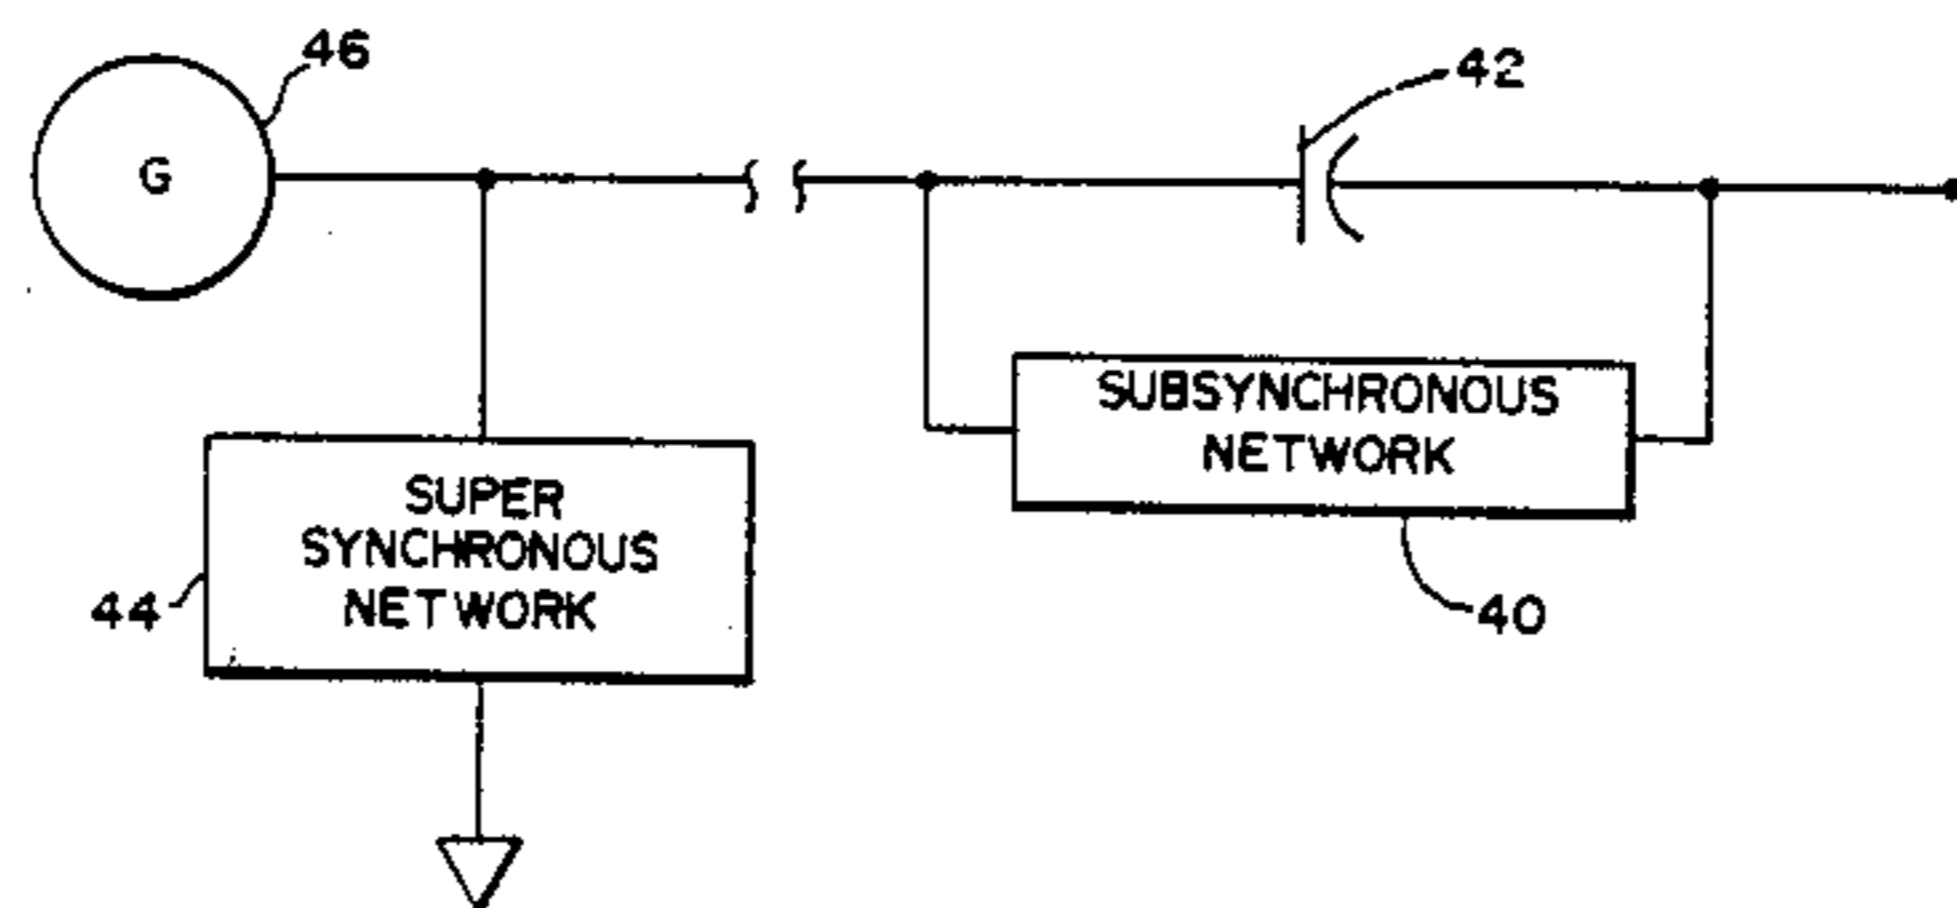 46
42
G
SUBSYNCHRONOUS
NETWORK
SUPER
SYNCHRONOUS
NETWORK
44
40